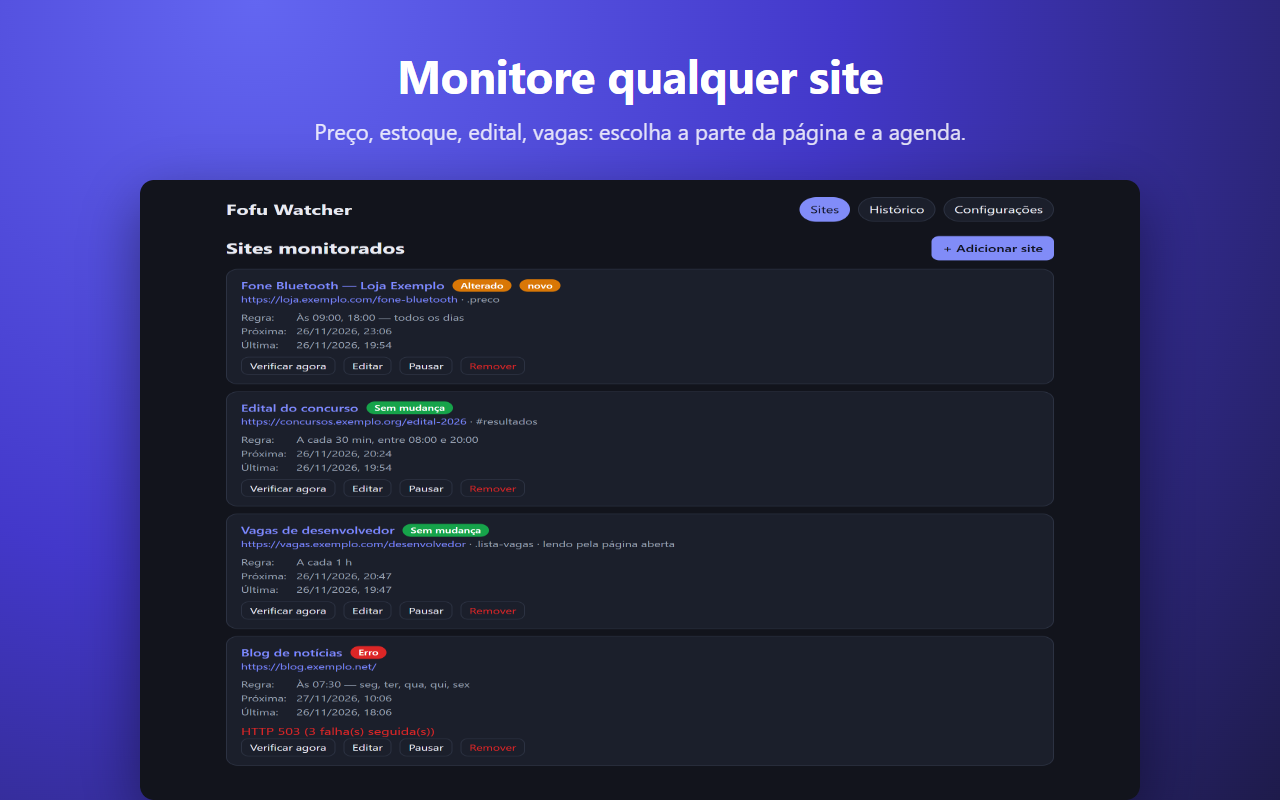 Monitore qualquer site
Preço, estoque, edital, vagas: escolha a parte da página e a agenda.
Fofu Watcher
Sites Histórico Configurações
Sites monitorados
+ Adicionar site
Fone Bluetooth — Loja Exemplo Alterado novo
https://loja.exemplo.com/fone-bluetooth · .preco
Regra: Às 09:00, 18:00 — todos os dias
Próxima: 26/11/2026, 23:06
Última: 26/11/2026, 19:54
Verificar agora Editar Pausar Remover
Edital do concurso Sem mudança
https://concursos.exemplo.org/edital-2026 · #resultados
Regra: A cada 30 min, entre 08:00 e 20:00
Próxima: 26/11/2026, 20:24
Última: 26/11/2026, 19:54
Verificar agora Editar Pausar Remover
Vagas de desenvolvedor Sem mudança
https://vagas.exemplo.com/desenvolvedor · .lista-vagas · lendo pela página aberta
Regra: A cada 1 h
Próxima: 26/11/2026, 20:47
Última: 26/11/2026, 19:47
Verificar agora Editar Pausar Remover
Blog de notícias Erro
https://blog.exemplo.net/
Regra: Às 07:30 — seg, ter, qua, qui, sex
Próxima: 27/11/2026, 10:06
Última: 26/11/2026, 18:06
HTTP 503 (3 falha(s) seguida(s))
Verificar agora Editar Pausar Remover